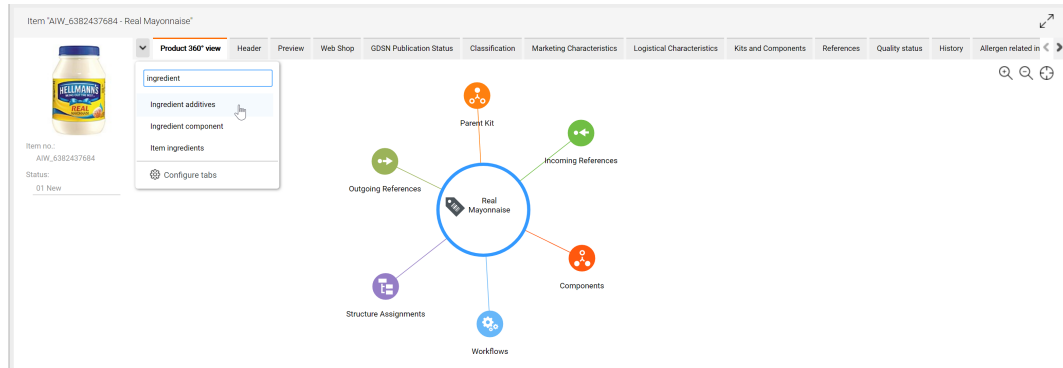 Item "AIW_6382437684 - Real Mayonnaise"
Product 360° view Header Preview Web Shop GDSN Publication Status Classification Marketing Characteristics Logistical Characteristics Kits and Components References Quality status History Allergen related in
HELLMANN'S
REAL
Item no.:
AIW_6382437684
Status:
01 New
ingredient
Ingredient additives
Ingredient component
Item ingredients
Configure tabs
Parent Kit
Incoming References
Outgoing References
Real
Mayonnaise
Components
Structure Assignments
Workflows